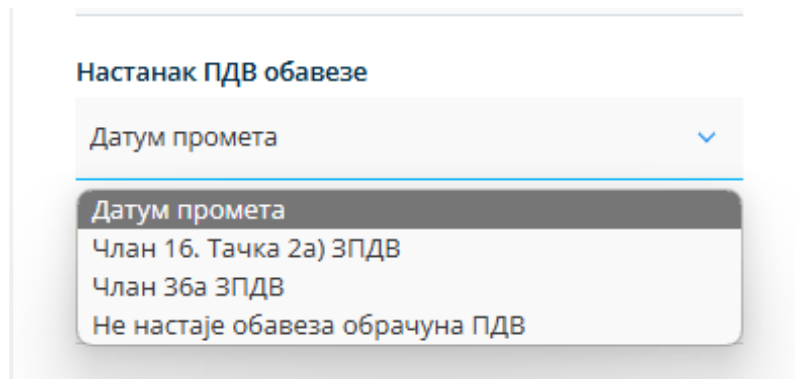 Настанак ПДВ обавезе
Датум промета
Датум промета
Члан 16. Тачка 2а) ЗПДВ
Члан 36а ЗПДВ
Не настаје обавеза обрачуна ПДВ